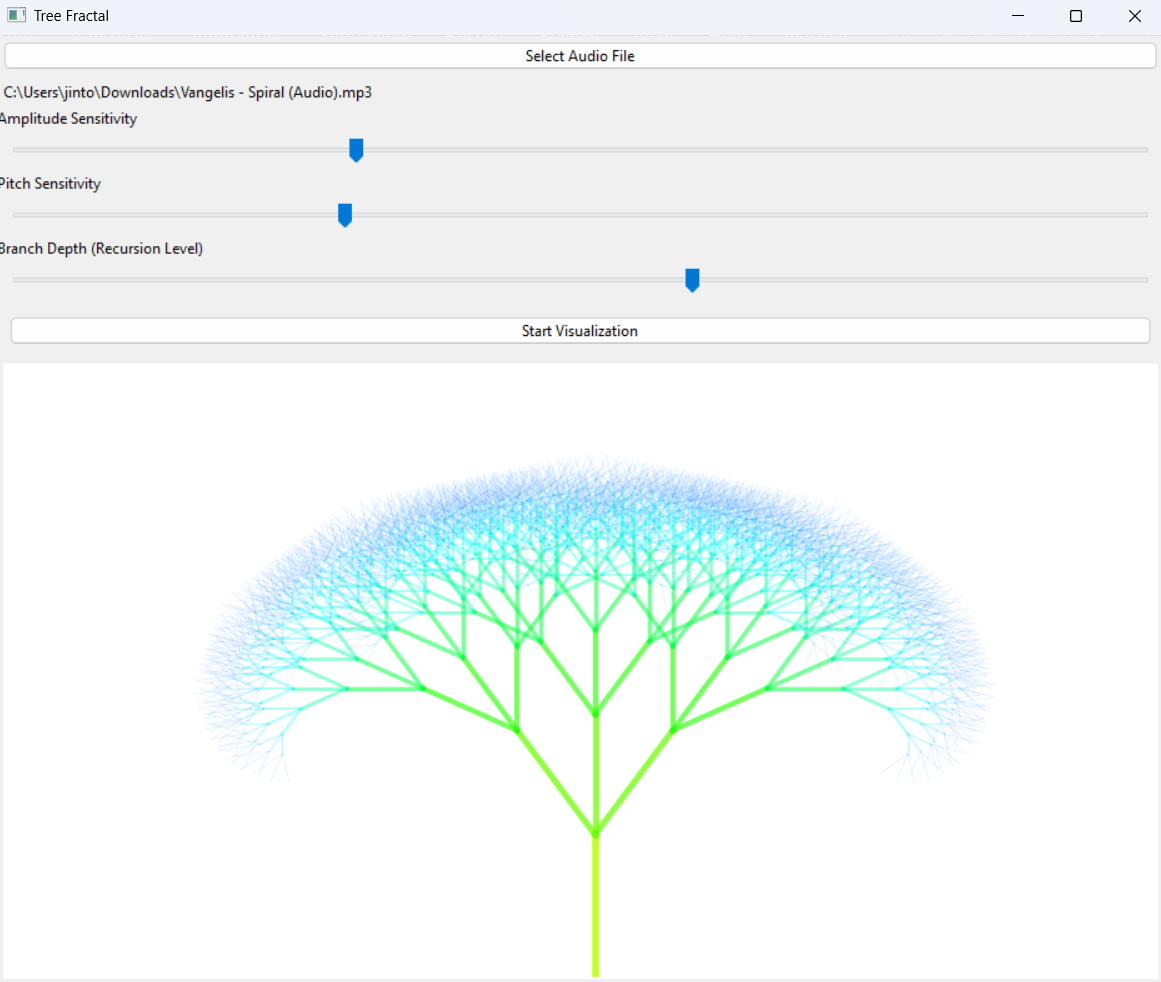 Tree Fractal
Select Audio File
C:\Users\jinto\Downloads\Vangelis - Spiral (Audio).mp3
Amplitude Sensitivity
Pitch Sensitivity
Branch Depth (Recursion Level)
Start Visualization